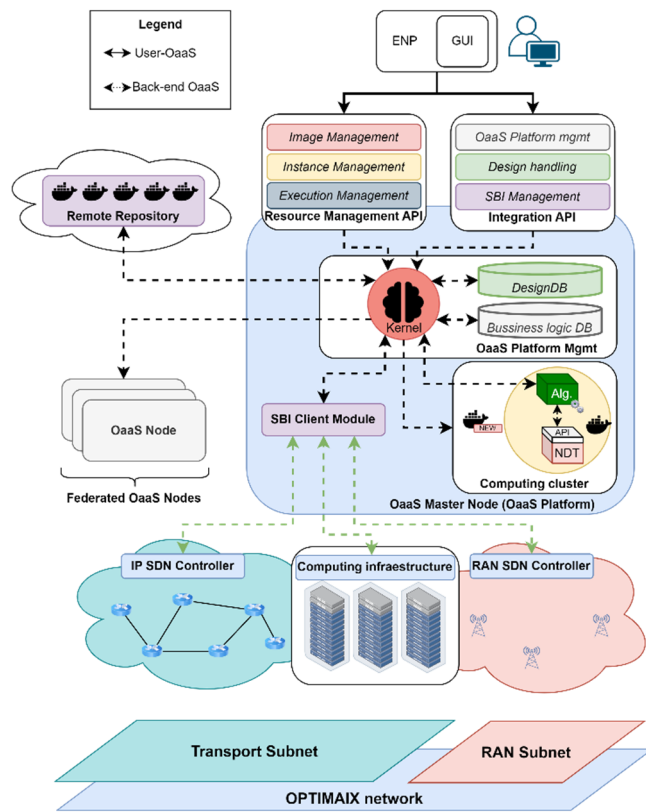 Legend
User-OaaS
Back-end OaaS
ENP
GUI
Image Management
Instance Management
Execution Management
Resource Management API
OaaS Platform mgmt
Design handling
SBI Management
Integration API
Remote Repository
Kernel
DesignDB
Bussiness logic DB
OaaS Platform Mgmt
OaaS Node
Federated OaaS Nodes
SBI Client Module
NEW
Alg.
API
NDT
Computing cluster
OaaS Master Node (OaaS Platform)
IP SDN Controller
Computing infraestructure
RAN SDN Controller
Transport Subnet
RAN Subnet
OPTIMAIX network